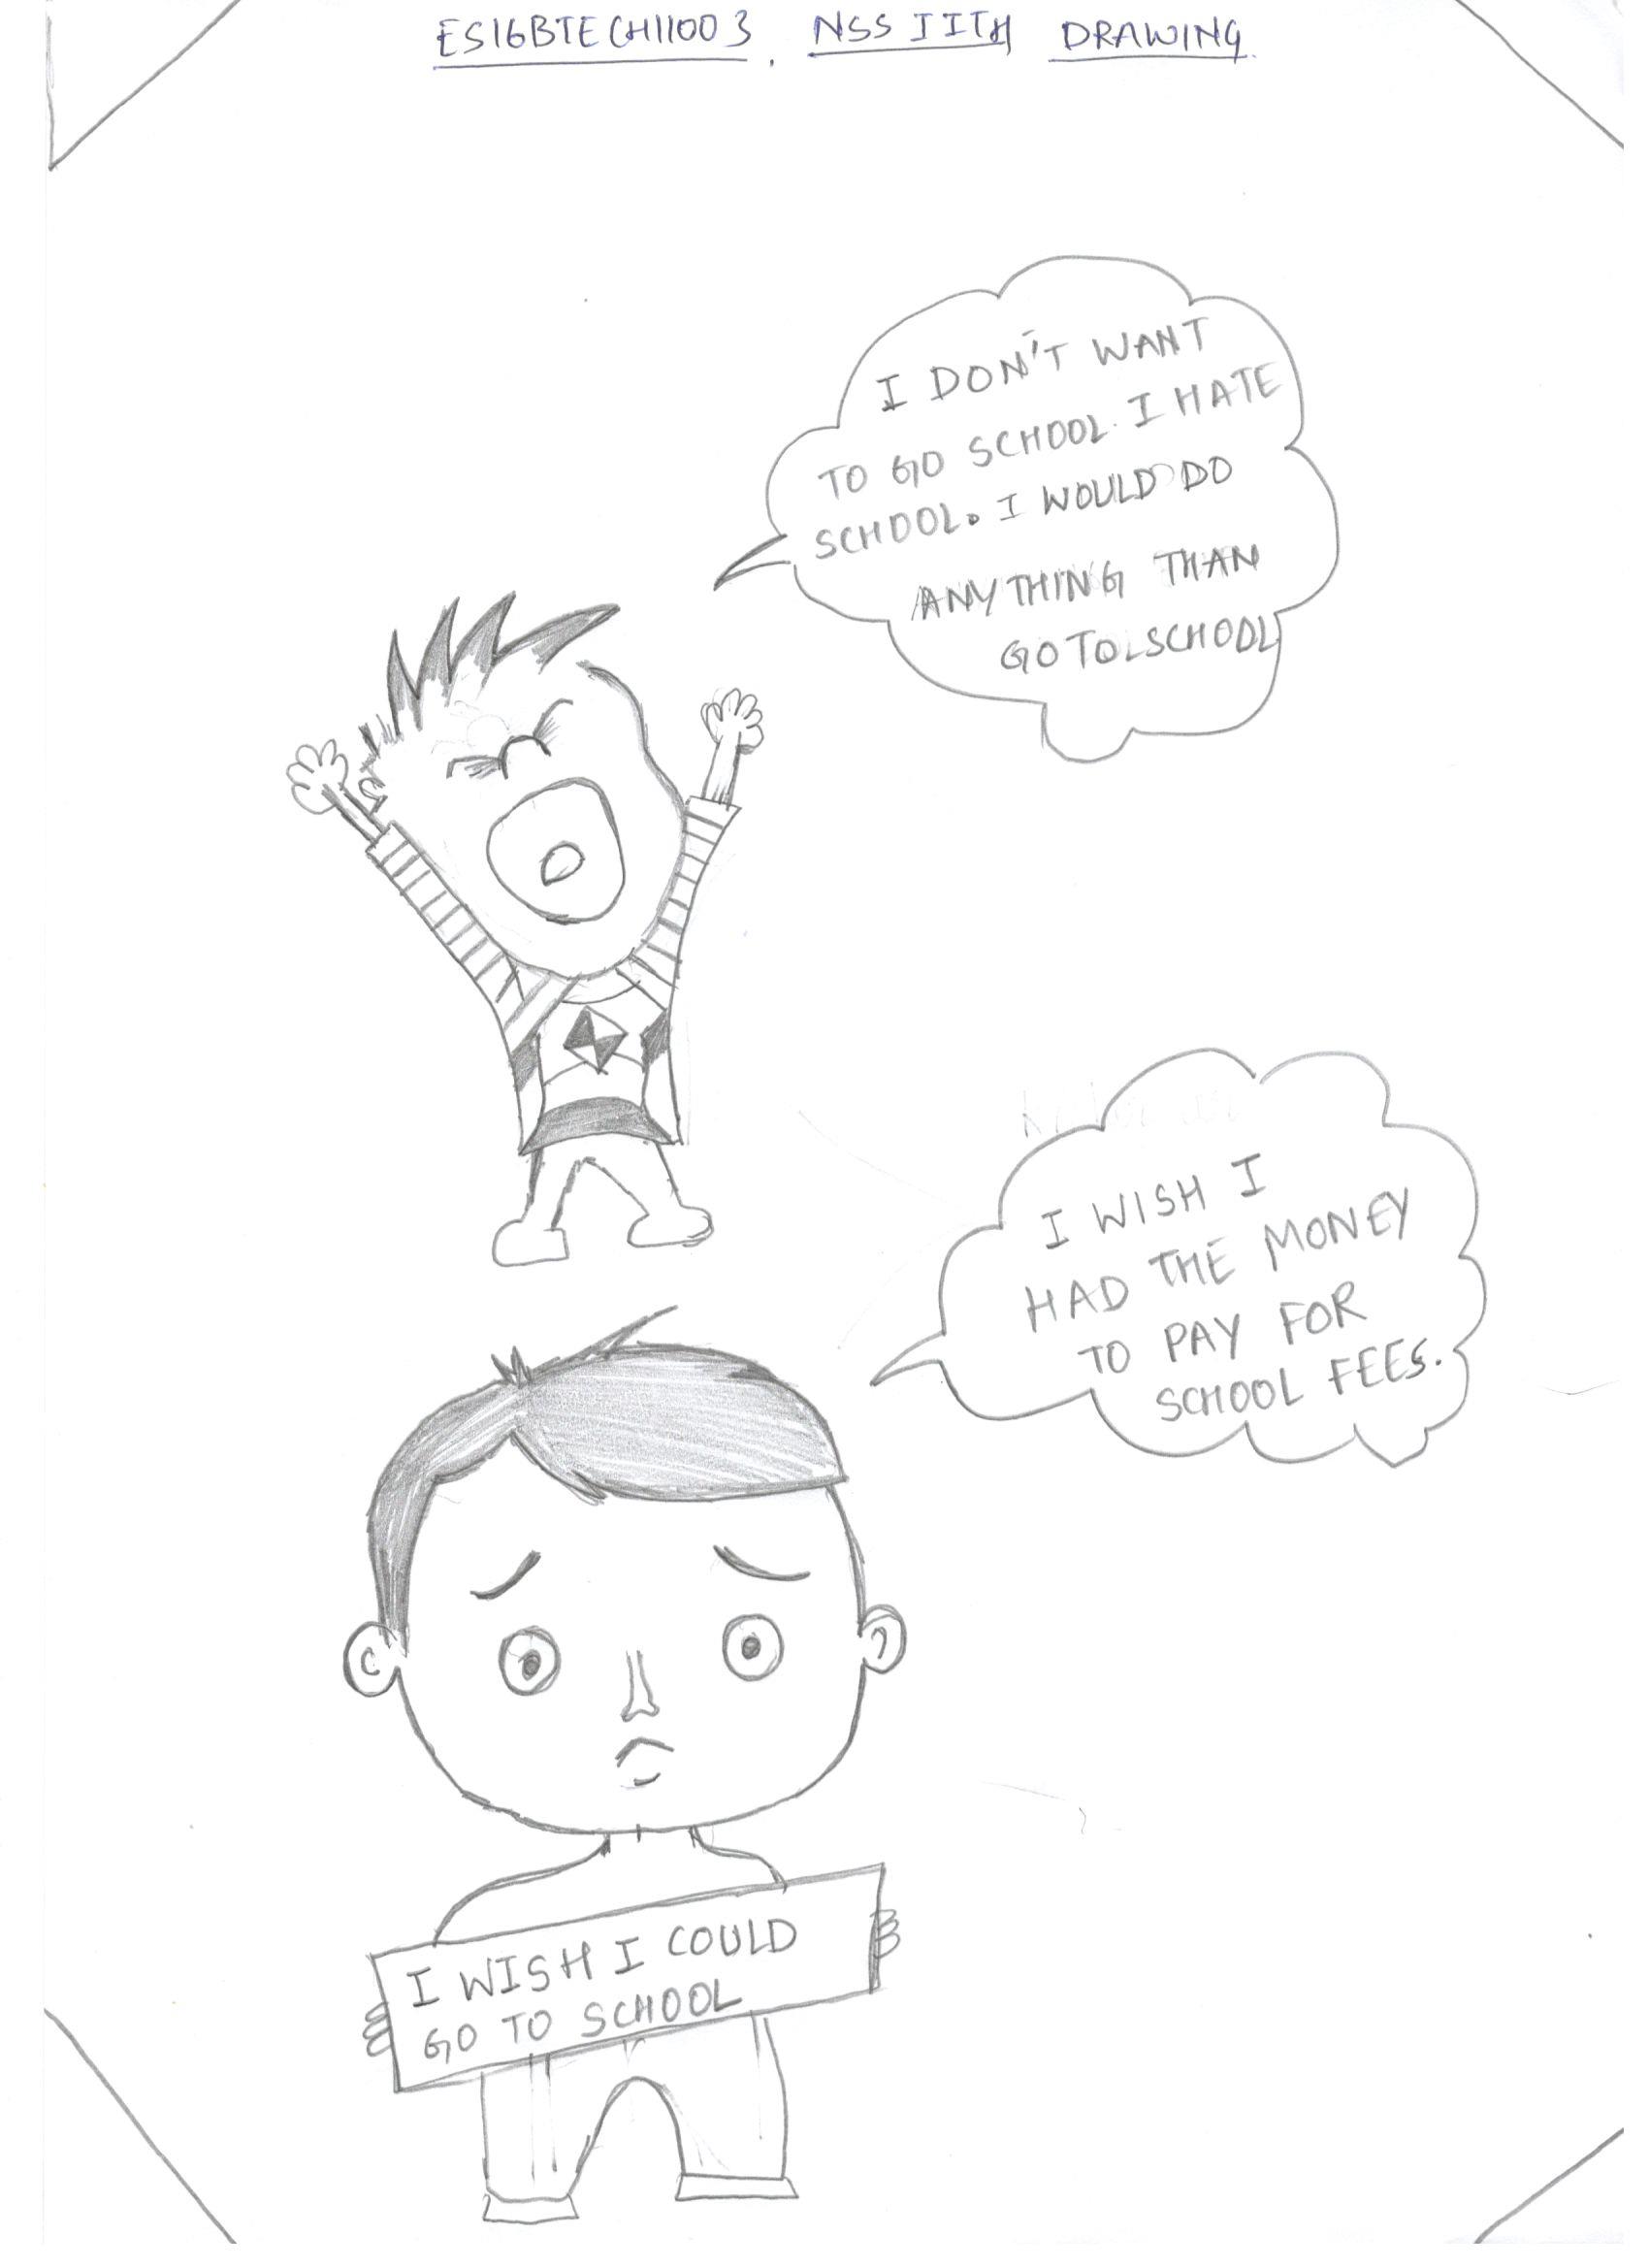 ES16BTECH11003, NSS IITH DRAWING.
I DON'T WANT
TO GO SCHOOL. I HATE
SCHOOL. I WOULD DO
ANYTHING THAN
GO TO SCHOOL
I WISH I
HAD THE MONEY
TO PAY FOR
SCHOOL FEES.
I WISH I COULD
GO TO SCHOOL